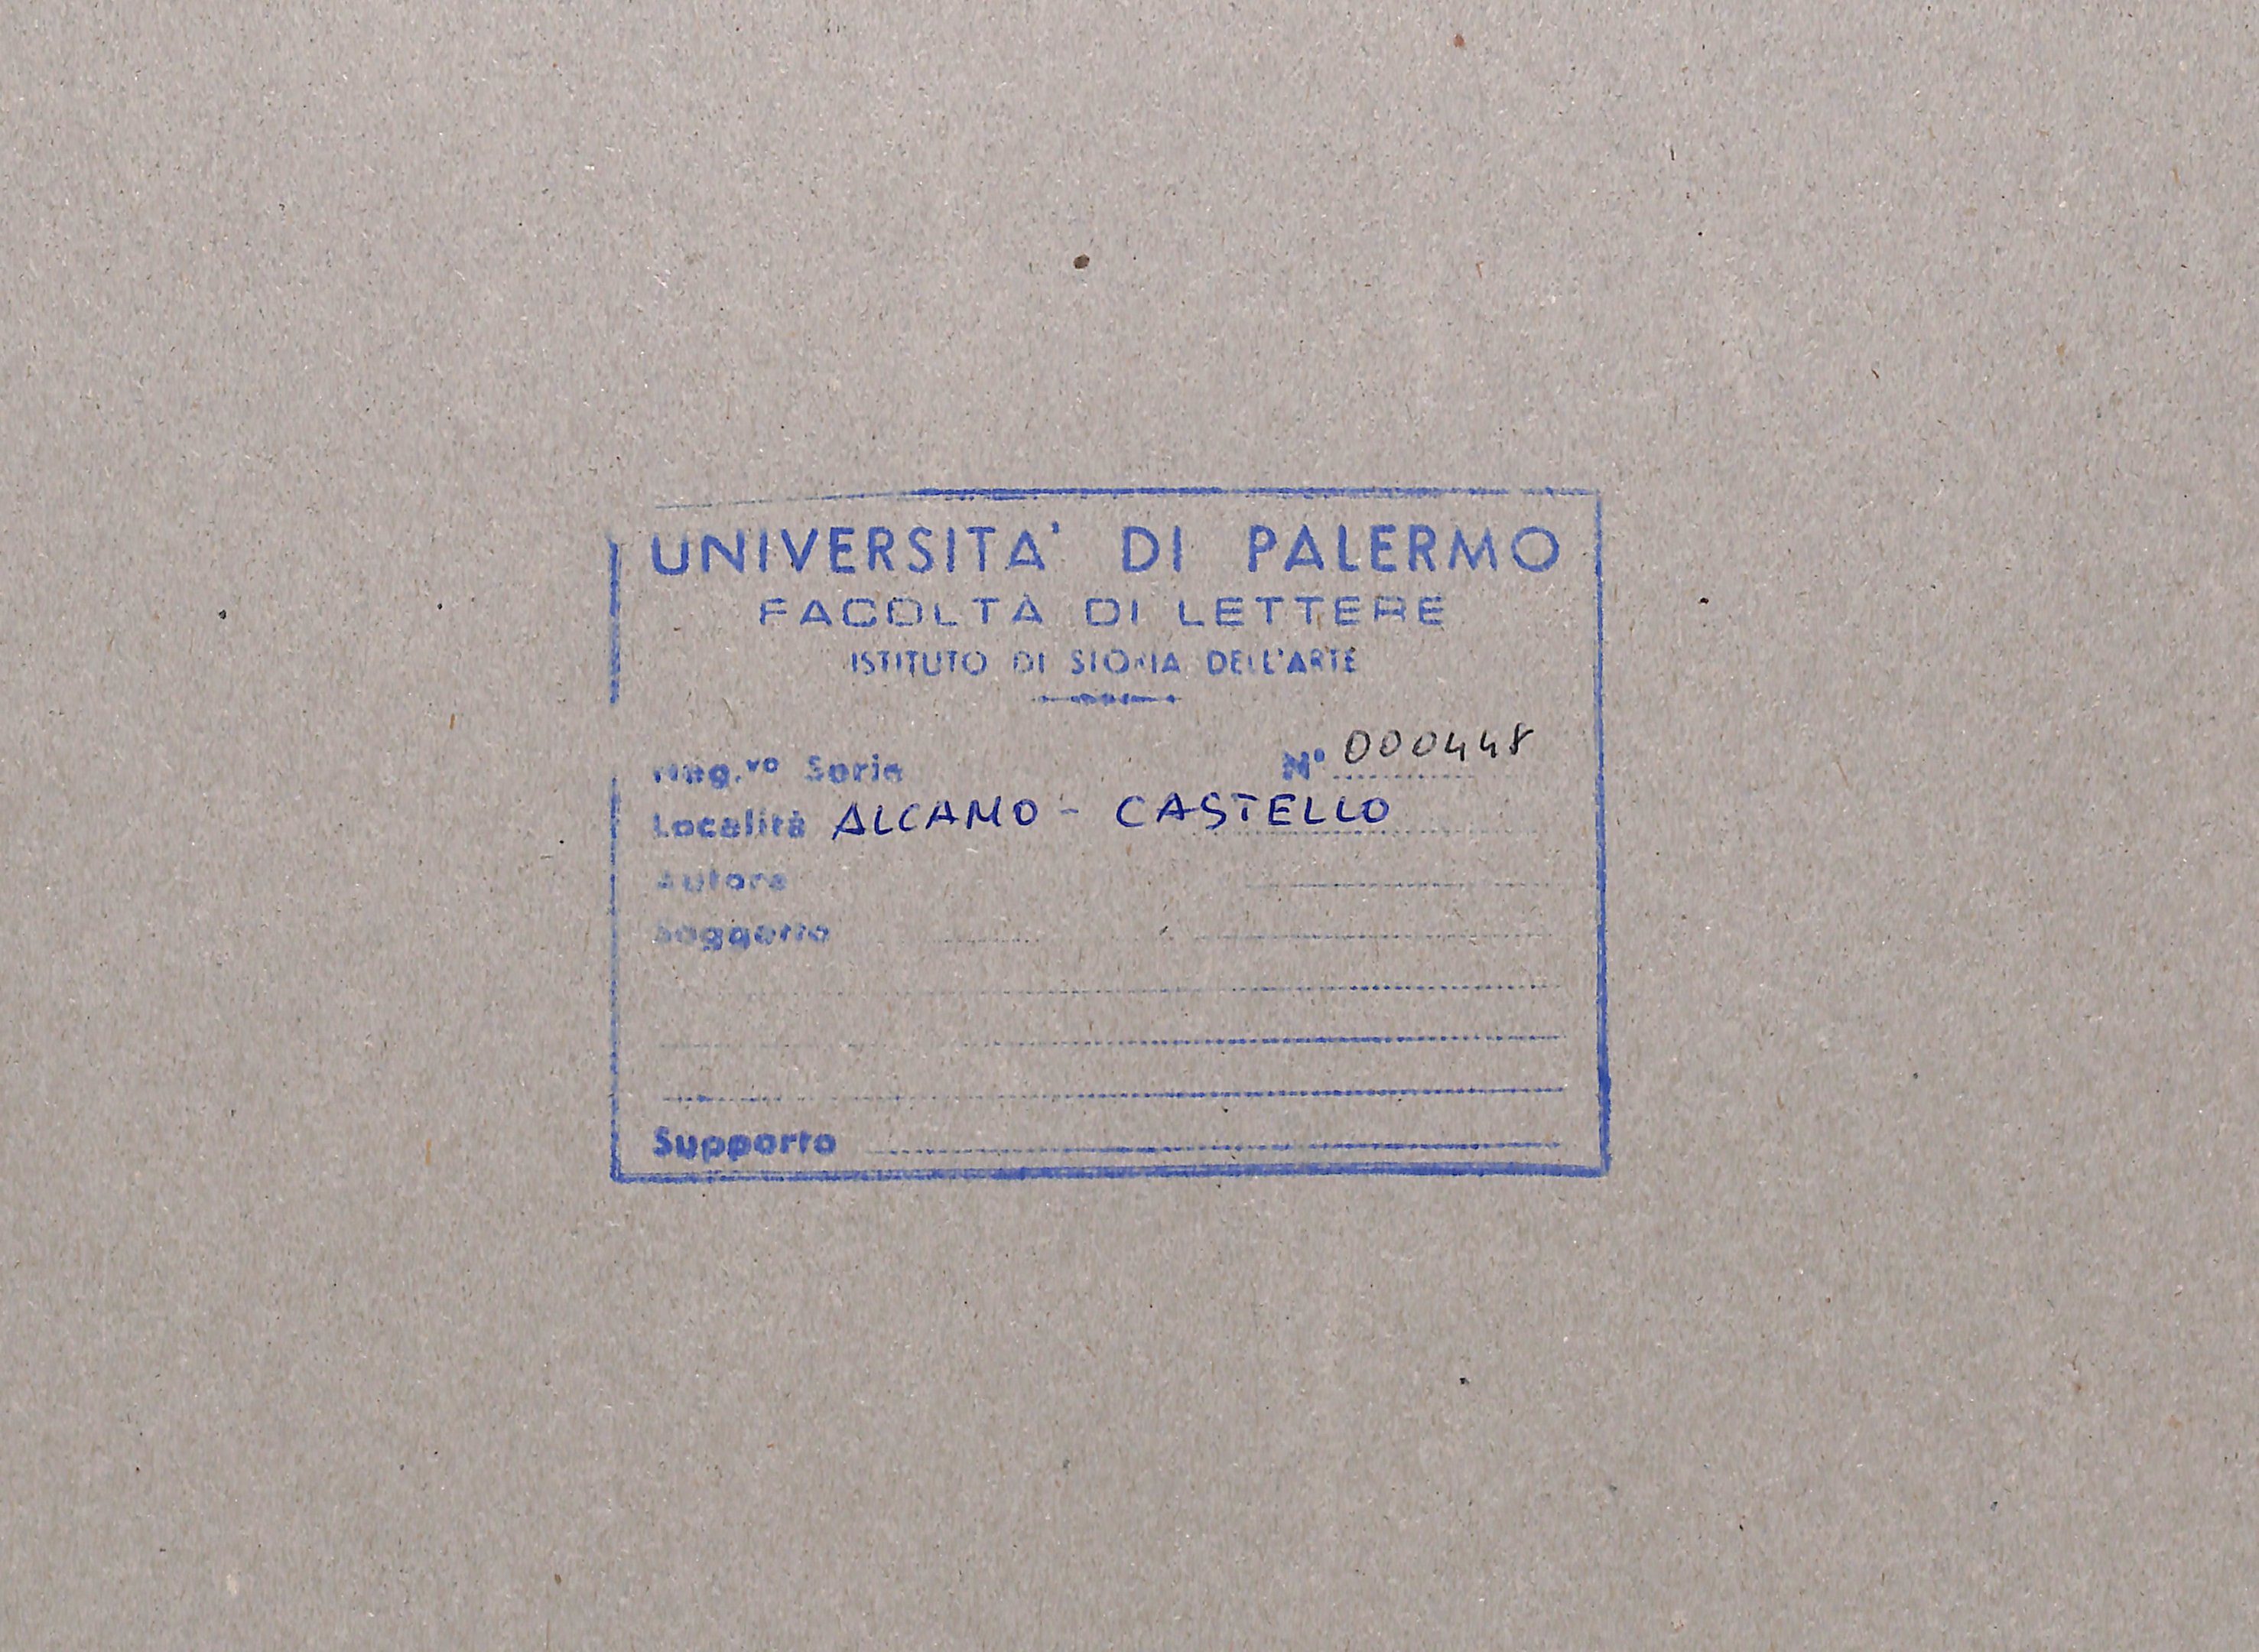 UNIVERSITA' DI PALERMO
FACOLTÀ DI LETTERE
ISTITUTO DI STORIA DELL'ARTE
Neg.vo Serie N° 000448
Località ALCAMO - CASTELLO
Autore
Soggetto
Supporto